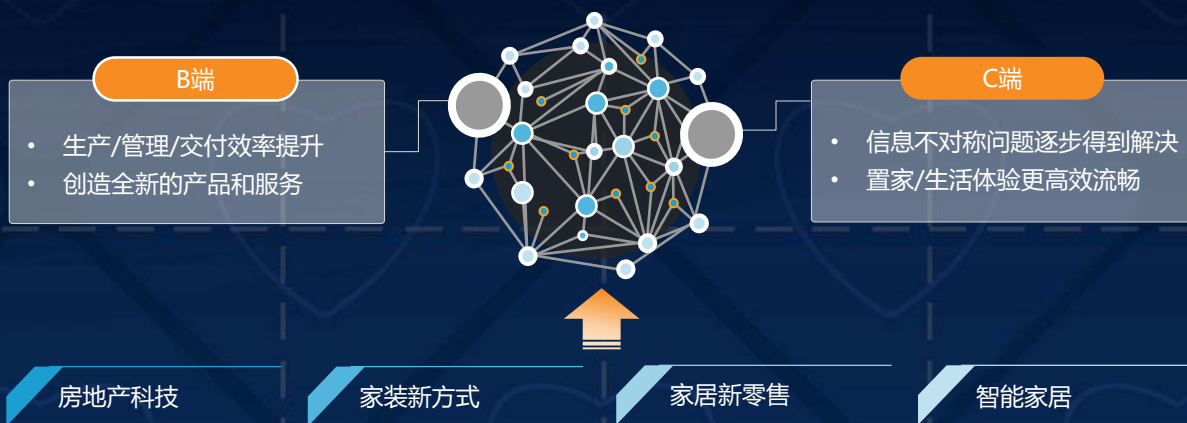 B端
• 生产/管理/交付效率提升
• 创造全新的产品和服务
C端
• 信息不对称问题逐步得到解决
• 置家/生活体验更高效流畅
房地产科技
家装新方式
家居新零售
智能家居